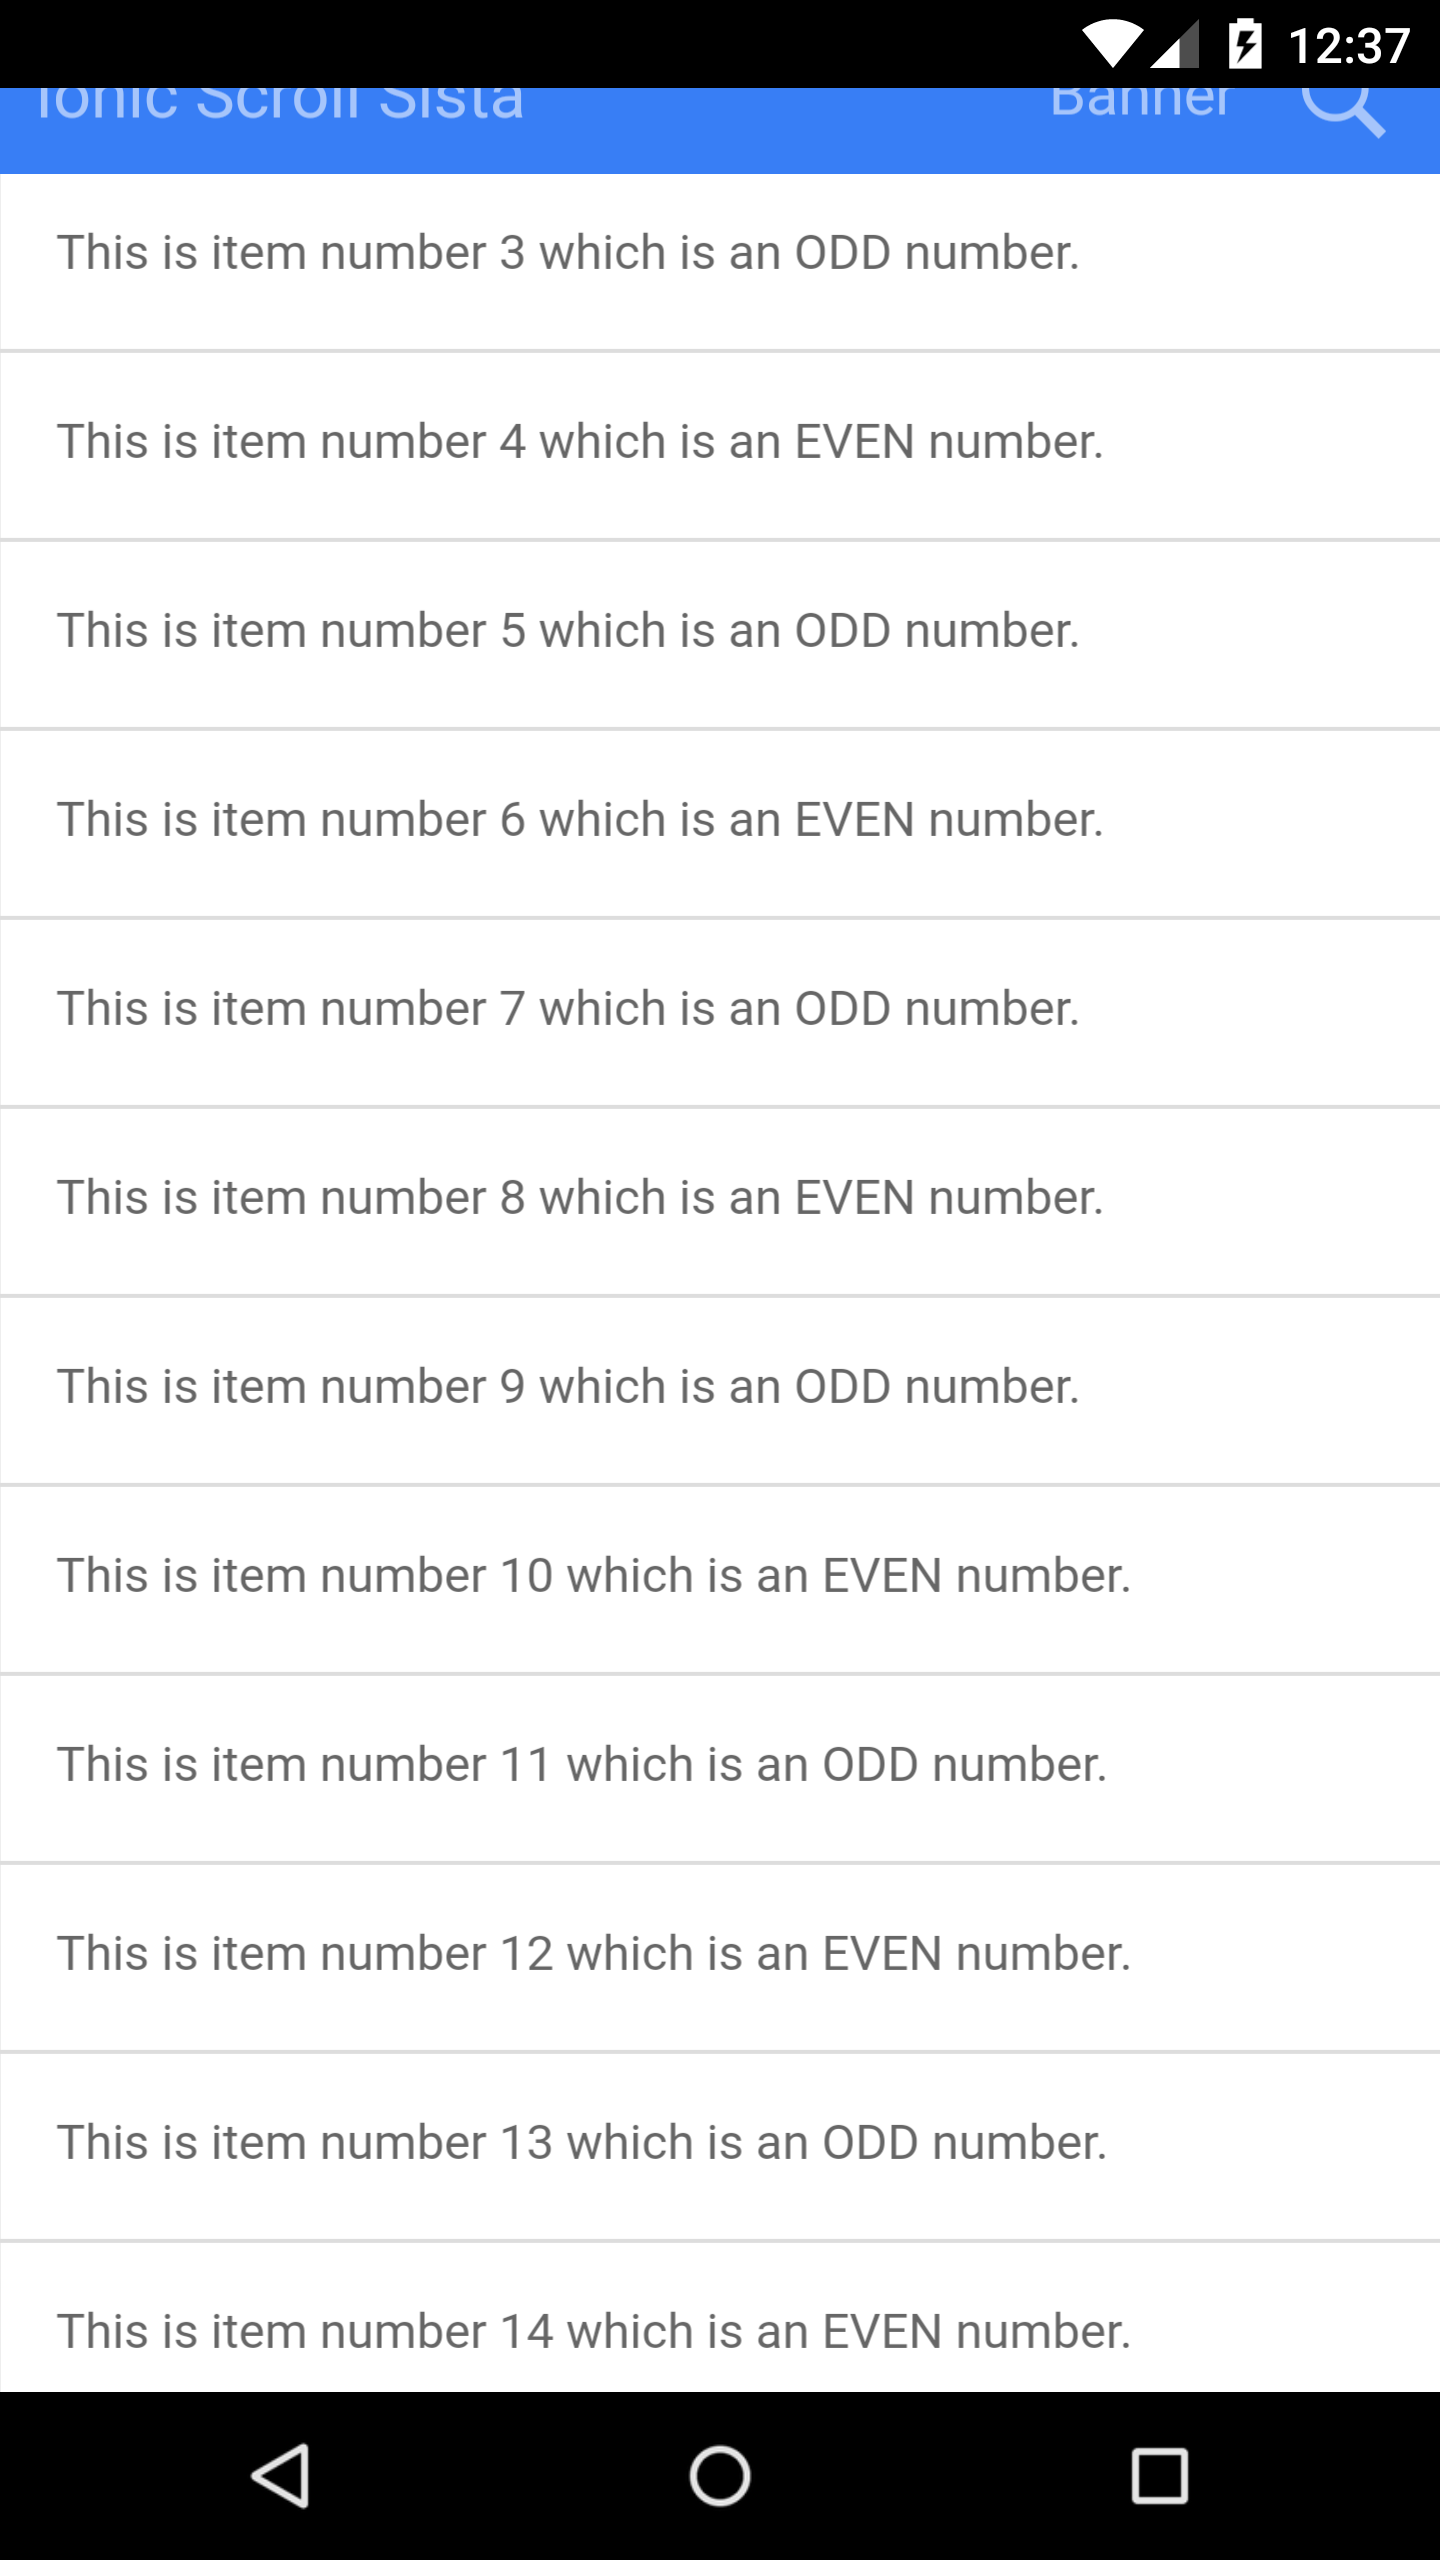 12:37
Ionic Scroll Sista Banner
This is item number 3 which is an ODD number.
This is item number 4 which is an EVEN number.
This is item number 5 which is an ODD number.
This is item number 6 which is an EVEN number.
This is item number 7 which is an ODD number.
This is item number 8 which is an EVEN number.
This is item number 9 which is an ODD number.
This is item number 10 which is an EVEN number.
This is item number 11 which is an ODD number.
This is item number 12 which is an EVEN number.
This is item number 13 which is an ODD number.
This is item number 14 which is an EVEN number.